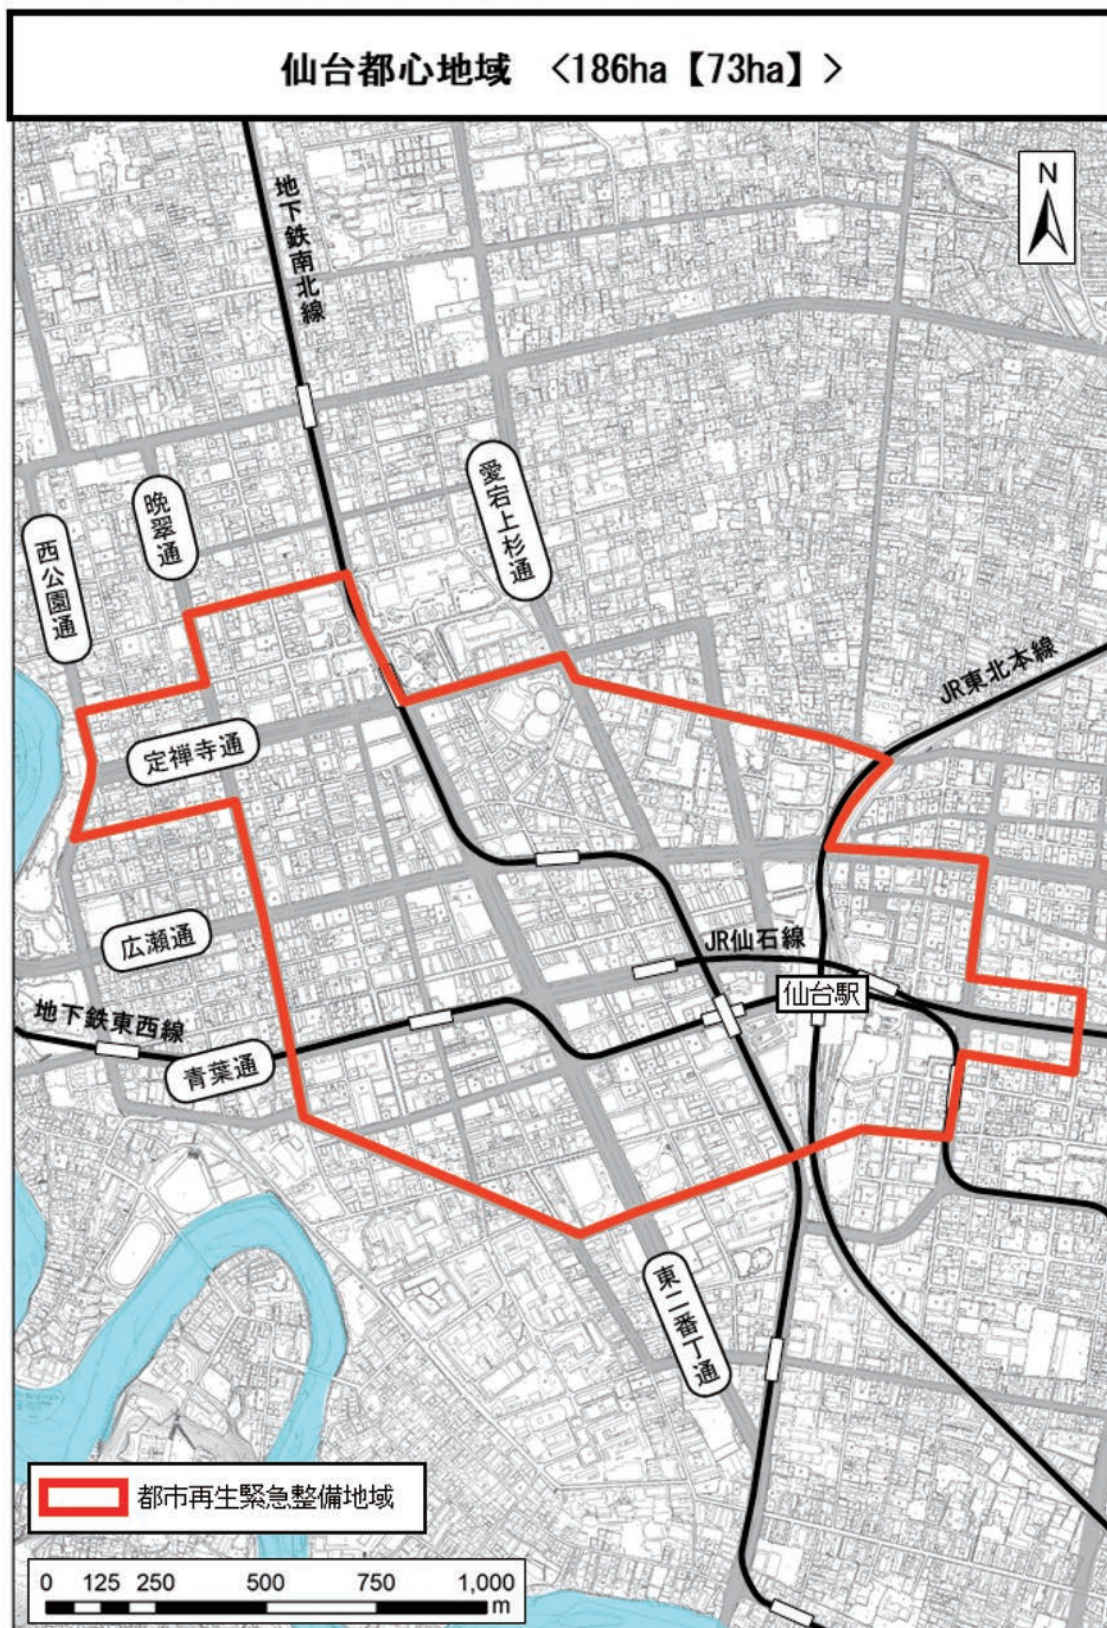 仙台都心地域 <186ha【73ha】>
N
地下鉄南北線
愛宕上杉通
晩翠通
西公園通
JR東北本線
定禅寺通
広瀬通
JR仙石線
仙台駅
地下鉄東西線
青葉通
東二番丁通
都市再生緊急整備地域
0 125 250 500 750 1,000
m